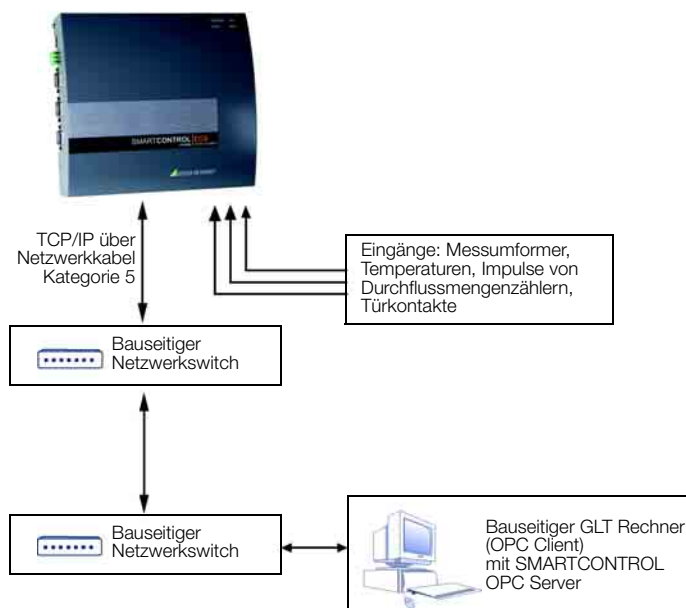 SMARTCONTROL | ECS
TCP/IP über
Netzwerkkabel
Kategorie 5
Eingänge: Messumformer,
Temperaturen, Impulse von
Durchflussmengenzählern,
Türkontakte
Bauseitiger
Netzwerkswitch
Bauseitiger
Netzwerkswitch
Bauseitiger GLT Rechner
(OPC Client)
mit SMARTCONTROL
OPC Server